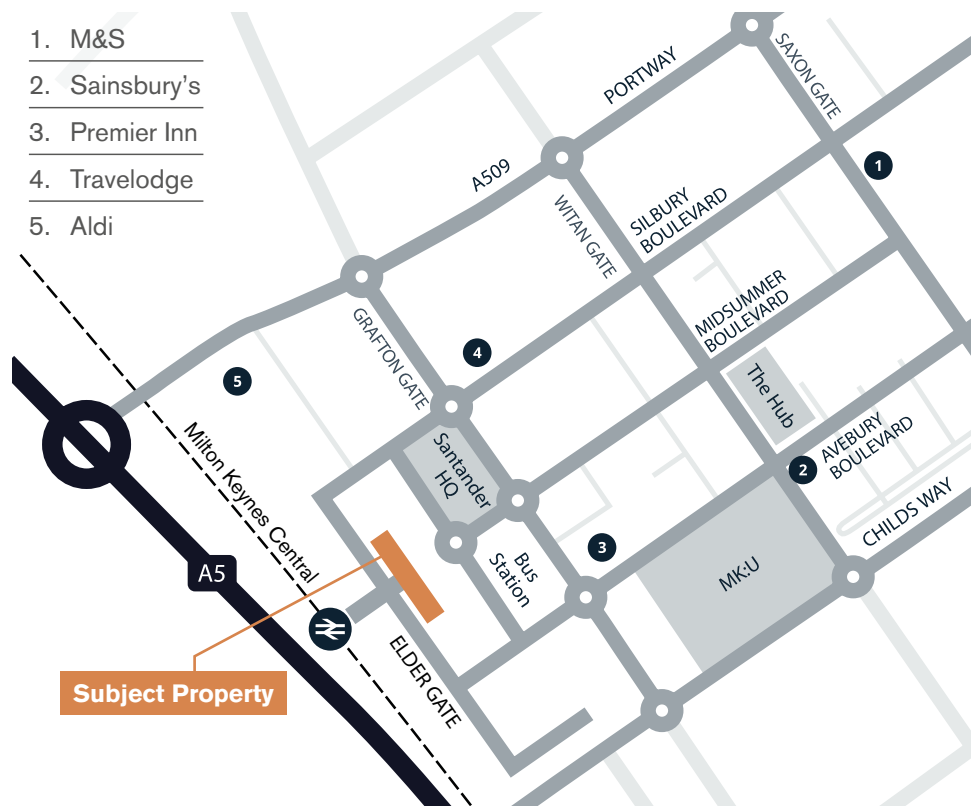 1. M&S
2. Sainsbury's
3. Premier Inn
4. Travelodge
5. Aldi
PORTWAY
SAXON GATE
A509
1
WITAN GATE
SILBURY
BOULEVARD
MIDSUMMER
BOULEVARD
GRAFTON GATE
4
5
The Hub
AVEBURY
BOULEVARD
2
Santander
HQ
Milton Keynes Central
CHILDS WAY
3
Bus
Station
MK:U
A5
ELDER GATE
Subject Property